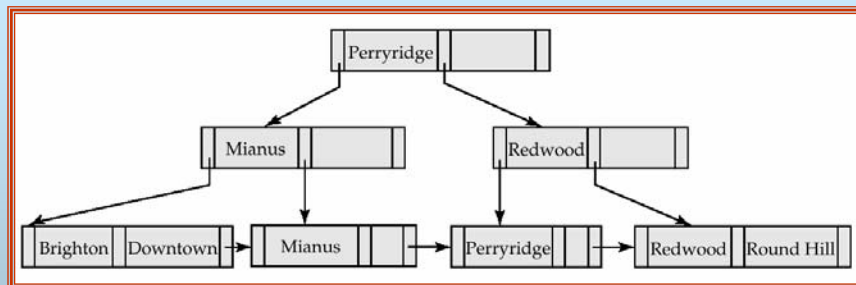 Perryridge
Mianus Redwood
Brighton Downtown Mianus Perryridge Redwood Round Hill